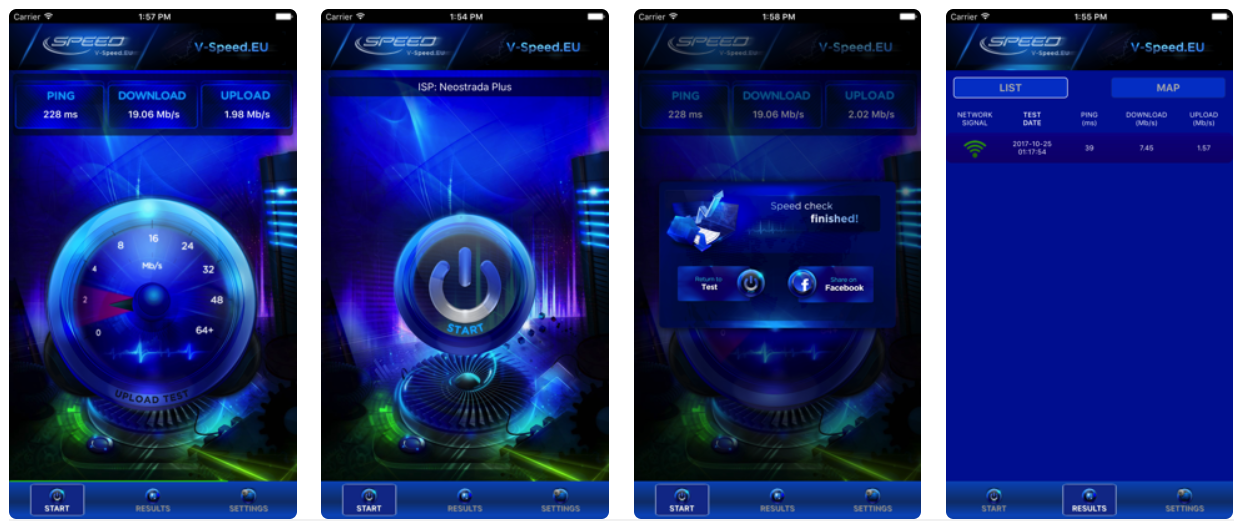 Carrier 1:57 PM
SPEED
V-Speed.EU
V-Speed.EU
PING DOWNLOAD UPLOAD
228 ms 19.06 Mb/s 1.98 Mb/s
16
8 24
Mb/s
4 32
2 48
0 64+
UPLOAD TEST
START RESULTS SETTINGS
Carrier 1:54 PM
SPEED
V-Speed.EU
V-Speed.EU
ISP: Neostrada Plus
START
START RESULTS SETTINGS
Carrier 1:58 PM
SPEED
V-Speed.EU
V-Speed.EU
PING DOWNLOAD UPLOAD
228 ms 19.06 Mb/s 2.02 Mb/s
Speed check
finished!
Return to Share on
Test Facebook
START RESULTS SETTINGS
Carrier 1:55 PM
SPEED
V-Speed.EU
V-Speed.EU
LIST MAP
NETWORK TEST PING DOWNLOAD UPLOAD
SIGNAL DATE (ms) (Mb/s) (Mb/s)
2017-10-25
01:17:54 39 7.45 1.57
START RESULTS SETTINGS